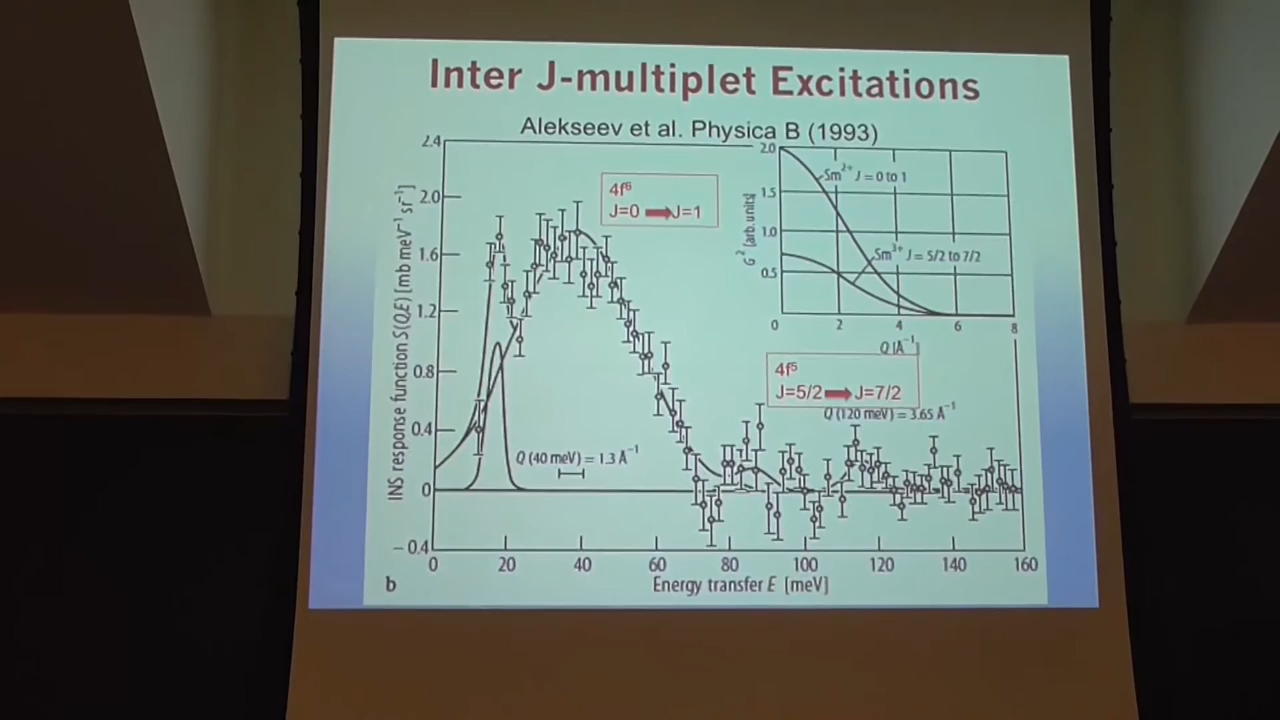 Inter J-multiplet Excitations
Alekseev et al. Physica B (1993)
2.4
2.0
1.6
1.2
0.8
0.4
0
– 0.4
INS response function S(Q,E) [mb meV⁻¹ sr⁻¹]
4f⁶
J=0 ➡ J=1
2.0
1.5
1.0
0.5
0
G² [arb. units]
Sm²⁺ J = 0 to 1
Sm³⁺ J = 5/2 to 7/2
2 4 6 8
Q [Å⁻¹]
4f⁵
J=5/2 ➡ J=7/2
Q (120 meV) = 3.65 Å⁻¹
Q (40 meV) = 1.3 Å⁻¹
0 20 40 60 80 100 120 140 160
b
Energy transfer E [meV]